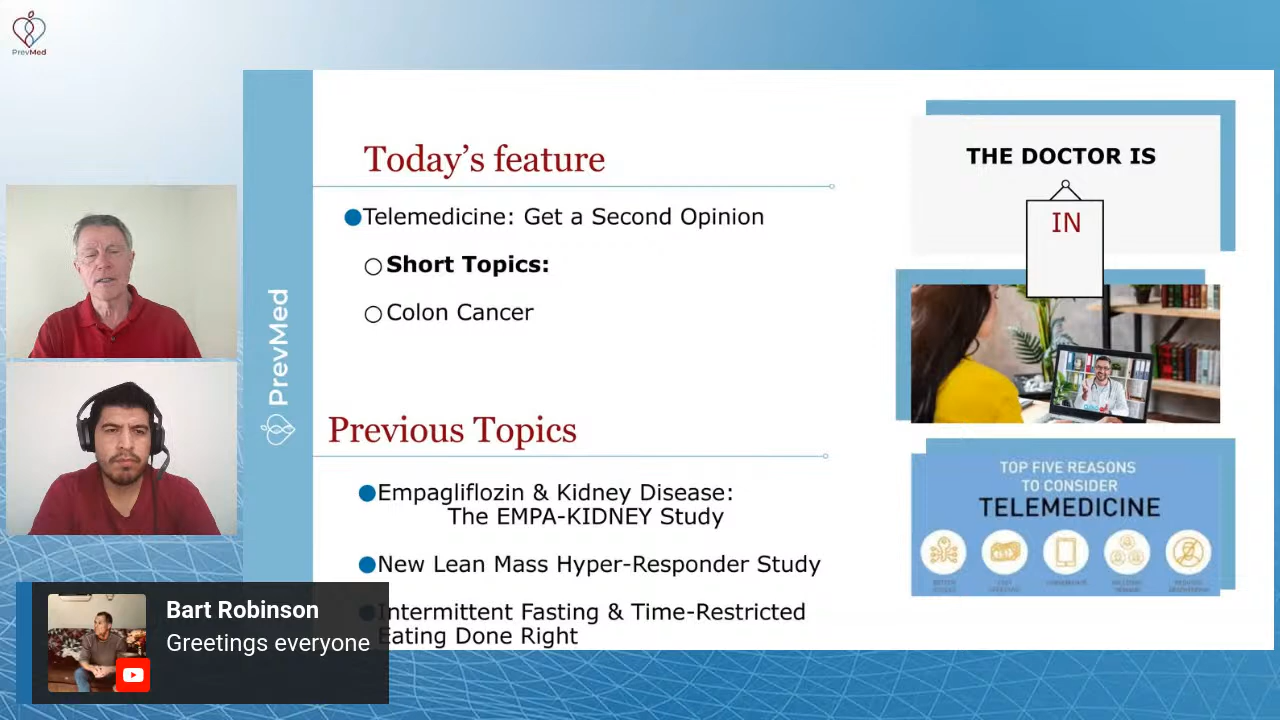 PrevMed
Today's feature
Telemedicine: Get a Second Opinion
Short Topics:
Colon Cancer
PrevMed
Previous Topics
Empagliflozin & Kidney Disease:
The EMPA-KIDNEY Study
New Lean Mass Hyper-Responder Study
Intermittent Fasting & Time-Restricted
Eating Done Right
THE DOCTOR IS
IN
TOP FIVE REASONS
TO CONSIDER
TELEMEDICINE
Bart Robinson
Greetings everyone